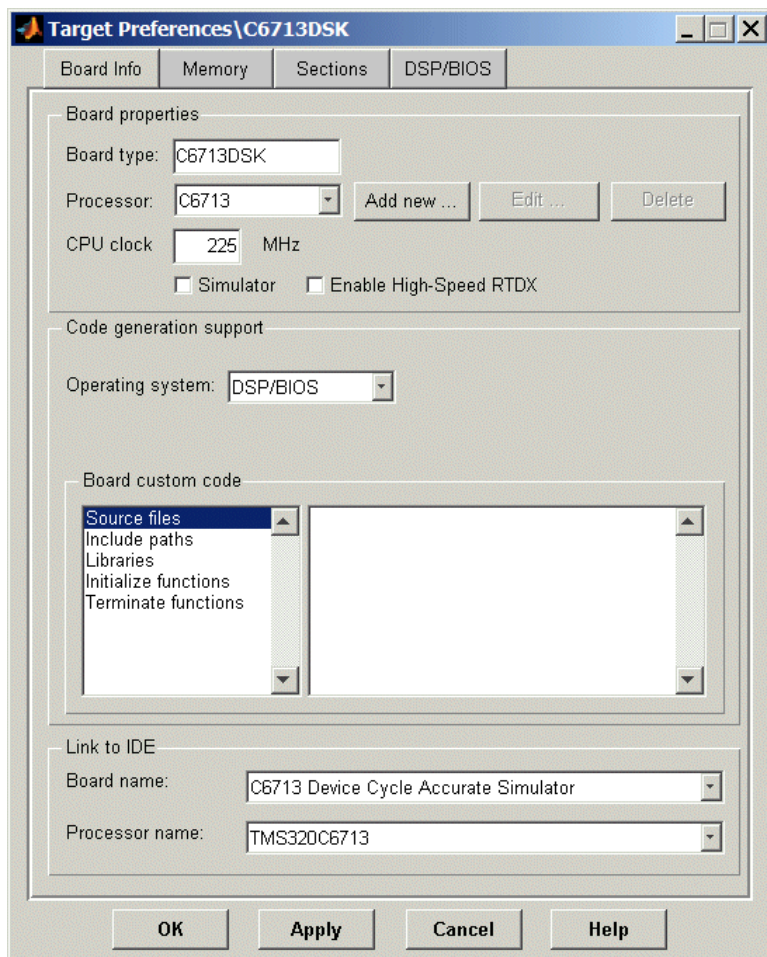 Target Preferences\C6713DSK
Board Info Memory Sections DSP/BIOS
Board properties
Board type: C6713DSK
Processor: C6713 Add new ... Edit ... Delete
CPU clock 225 MHz
Simulator Enable High-Speed RTDX
Code generation support
Operating system: DSP/BIOS
Board custom code
Source files
Include paths
Libraries
Initialize functions
Terminate functions
Link to IDE
Board name: C6713 Device Cycle Accurate Simulator
Processor name: TMS320C6713
OK Apply Cancel Help